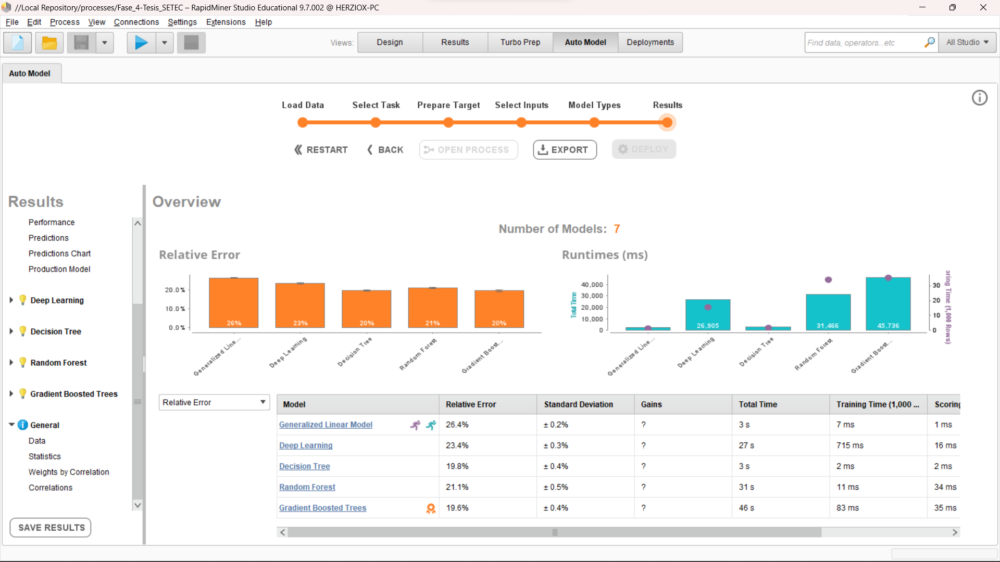 //Local Repository/processes/Fase_4-Tesis_SETEC – RapidMiner Studio Educational 9.7.002 @ HERZIOX-PC
File Edit Process View Connections Settings Extensions Help
Views: Design Results Turbo Prep Auto Model Deployments
Find data, operators...etc All Studio
Auto Model
Load Data Select Task Prepare Target Select Inputs Model Types Results
RESTART BACK OPEN PROCESS EXPORT DEPLOY
Results
Performance
Predictions
Predictions Chart
Production Model
Deep Learning
Decision Tree
Random Forest
Gradient Boosted Trees
General
Data
Statistics
Weights by Correlation
Correlations
SAVE RESULTS
Overview
Number of Models: 7
Relative Error
20.0%
10.0%
0.0%
26% 23% 20% 21% 20%
Generalized Line... Deep Learning Decision Tree Random Forest Gradient Boost...
Runtimes (ms)
Total Time
40,000
30,000
20,000
10,000
0
26,905 31,466 45,736
30
20
10
0
oring Time (1,000 Rows)
Generalized Line... Deep Learning Decision Tree Random Forest Gradient Boost...
Relative Error
Model Relative Error Standard Deviation Gains Total Time Training Time (1,000 ... Scoring
Generalized Linear Model 26.4% ± 0.2% ? 3 s 7 ms 1 ms
Deep Learning 23.4% ± 0.3% ? 27 s 715 ms 16 ms
Decision Tree 19.8% ± 0.4% ? 3 s 2 ms 2 ms
Random Forest 21.1% ± 0.5% ? 31 s 11 ms 34 ms
Gradient Boosted Trees 19.6% ± 0.4% ? 46 s 83 ms 35 ms